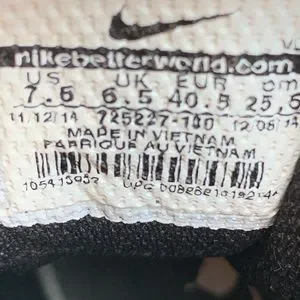 nikebetterworld.com
US UK EUR cm
7.5 6.5 40.5 25.5
11/12/14 725227-100 12/08/14
MADE IN VIETNAM
FABRIQUE AU VIETNAM
UPC